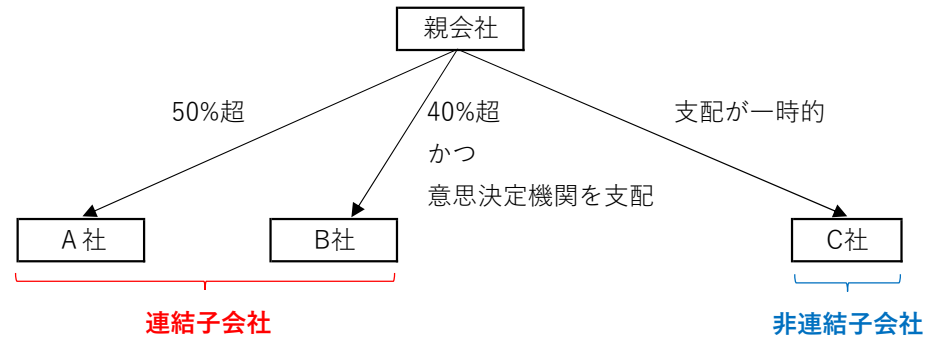 親会社
50%超
40%超
かつ
意思決定機関を支配
支配が一時的
A社
B社
C社
連結子会社
非連結子会社